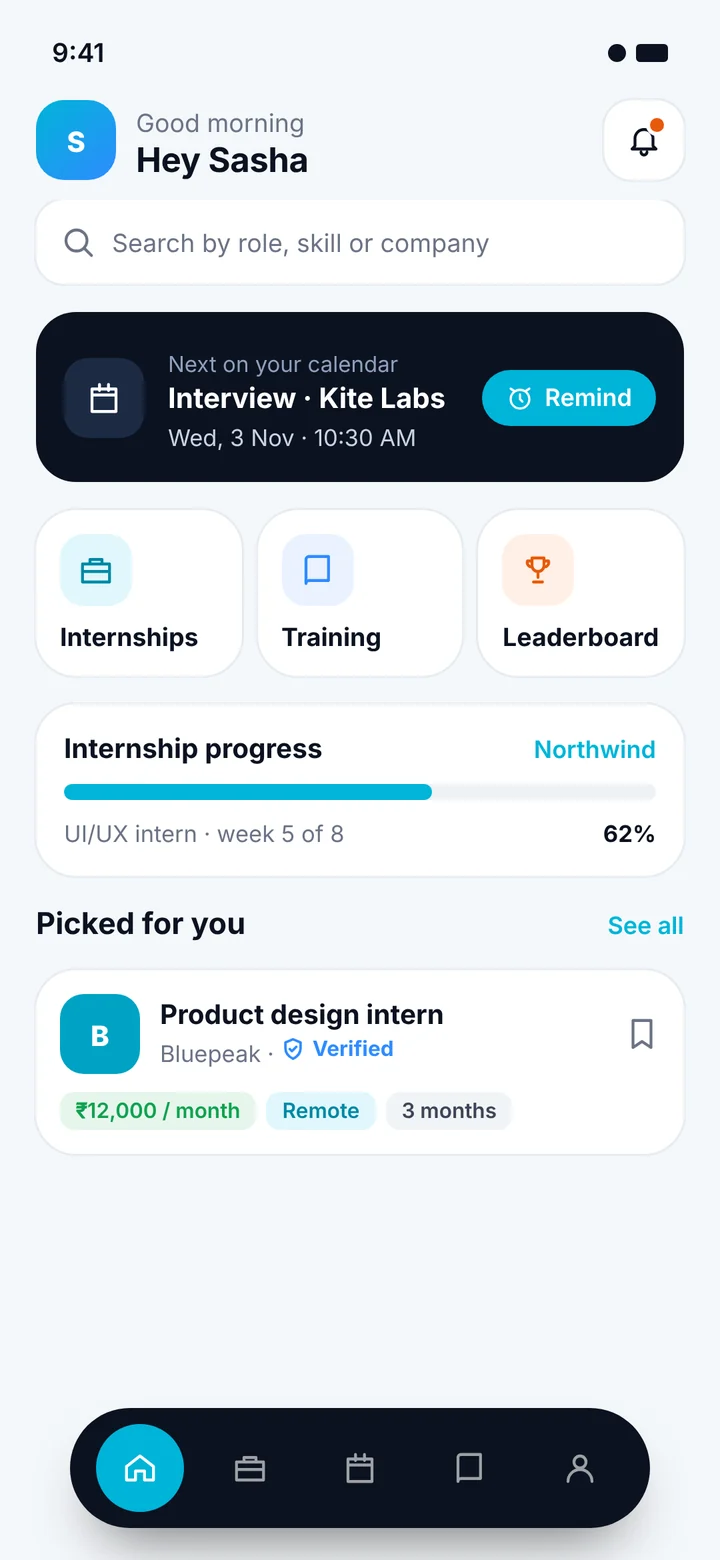 9:41
S
Good morning
Hey Sasha
Search by role, skill or company
Next on your calendar
Interview · Kite Labs
Wed, 3 Nov · 10:30 AM
Remind
Internships
Training
Leaderboard
Internship progress
Northwind
UI/UX intern · week 5 of 8
62%
Picked for you
See all
B
Product design intern
Bluepeak · Verified
₹12,000 / month
Remote
3 months